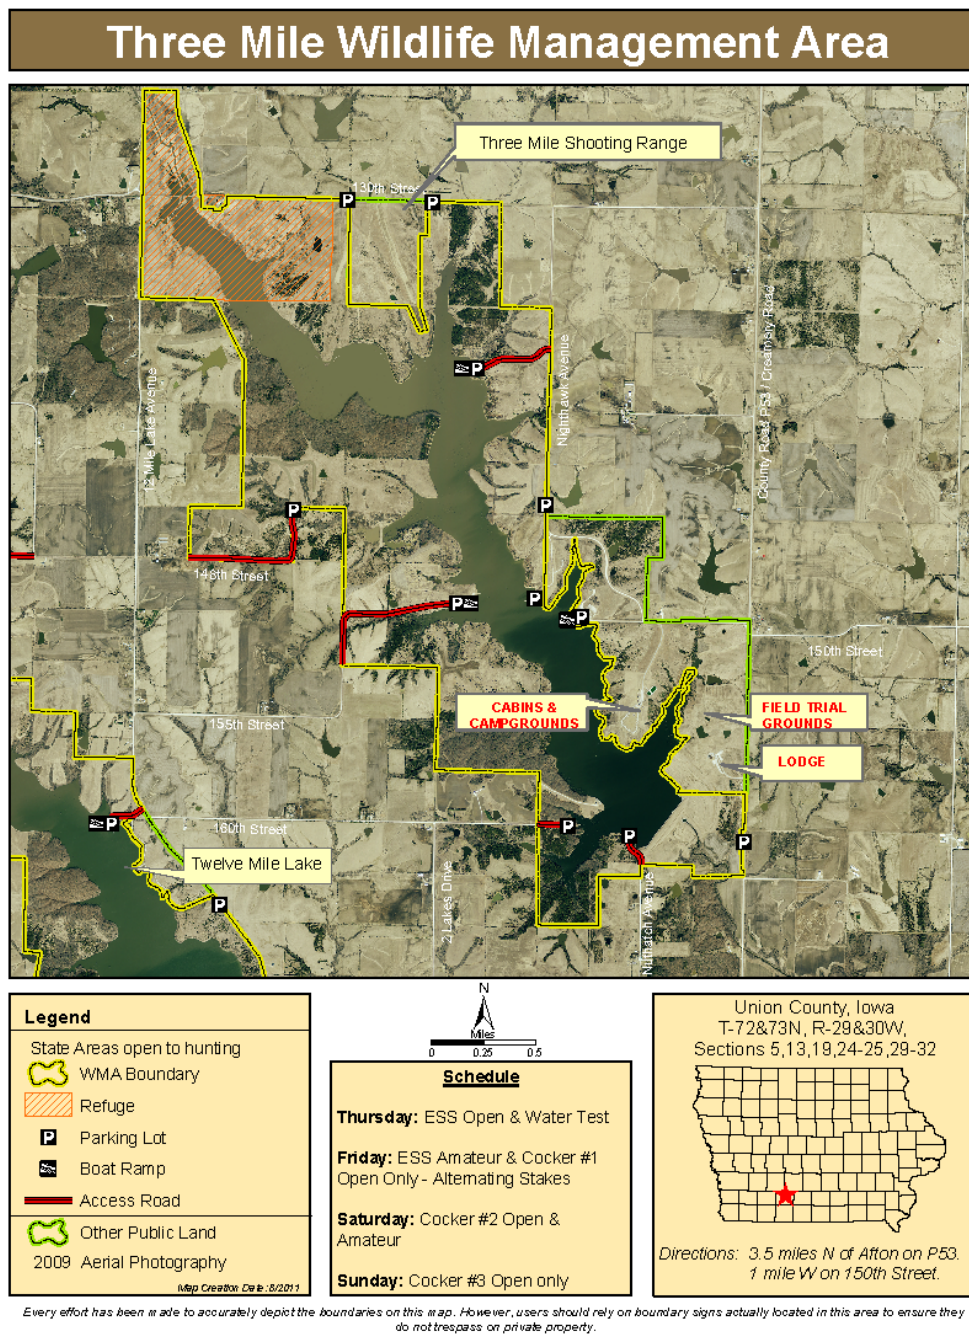 Three Mile Wildlife Management Area
Three Mile Shooting Range
130th Street
P
P
Nighthawk Avenue
County Road P53 / Creamery Road
12 Mile Lake Avenue
P
P
P
148th Street
P
P
P
150th Street
CABINS &
CAMPGROUNDS
FIELD TRIAL
GROUNDS
155th Street
LODGE
P
160th Street
P
P
P
Twelve Mile Lake
2 Lakes Drive
P
Nuthatch Avenue
Legend
State Areas open to hunting
WMA Boundary
Refuge
P Parking Lot
Boat Ramp
Access Road
Other Public Land
2009 Aerial Photography
Map Creation Date: 8/2011
N
Miles
0 0.25 0.5
Schedule
Thursday: ESS Open & Water Test
Friday: ESS Amateur & Cocker #1
Open Only - Alternating Stakes
Saturday: Cocker #2 Open &
Amateur
Sunday: Cocker #3 Open only
Union County, Iowa
T-72&73N, R-29&30W,
Sections 5,13,19,24-25,29-32
Directions: 3.5 miles N of Afton on P53.
1 mile W on 150th Street.
Every effort has been made to accurately depict the boundaries on this map. However, users should rely on boundary signs actually located in this area to ensure they
do not trespass on private property.